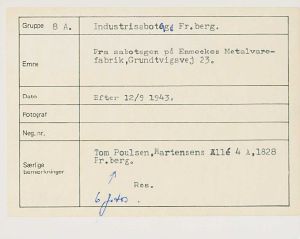 Gruppe 8 A. Industrisabotage Fr.berg.
Emne Fra sabotagen på Emmeckes Metalvare-
fabrik,Grundtvigsvej 23.
Dato Efter 12/9 1943.
Fotograf
Neg.nr.
Særlige bemærkninger Tom Poulsen,Martensens Allé 4 A,1828
Fr.berg.
Res.